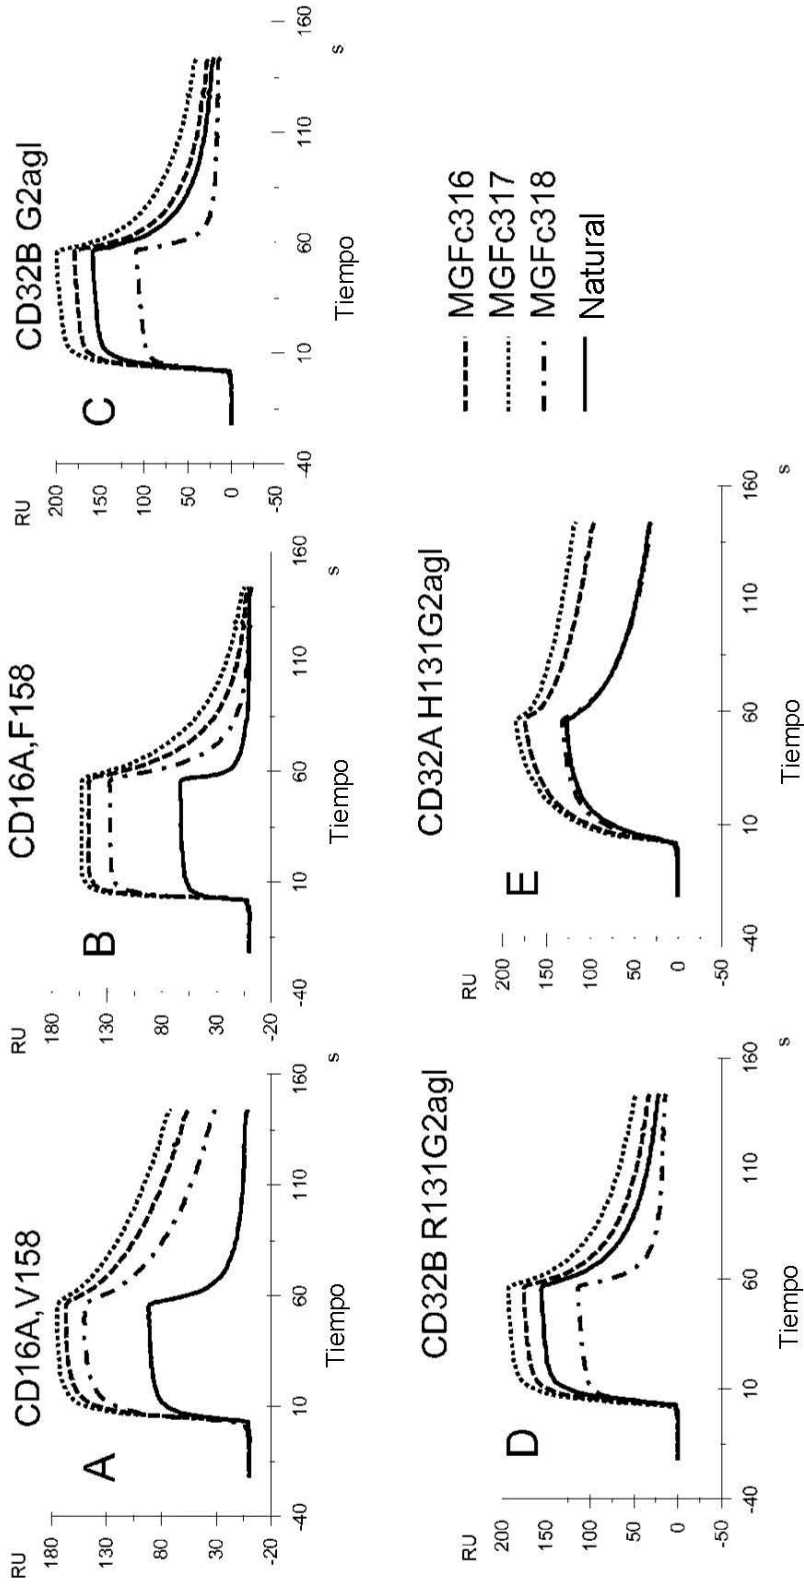 CD16A,V158
A
RU
180
130
80
30
-20
-40
10
60
110
160
s
Tiempo
CD16A,F158
B
RU
180
130
80
30
-20
-40
10
60
110
160
s
Tiempo
CD32B G2agl
C
RU
200
150
100
50
0
-50
-40
10
60
110
160
s
Tiempo
CD32B R131G2agl
D
RU
200
150
100
50
0
-50
-40
10
60
110
160
s
Tiempo
CD32A H131G2agl
E
RU
200
150
100
50
0
-50
-40
10
60
110
160
s
Tiempo
MGFc316
MGFc317
MGFc318
Natural